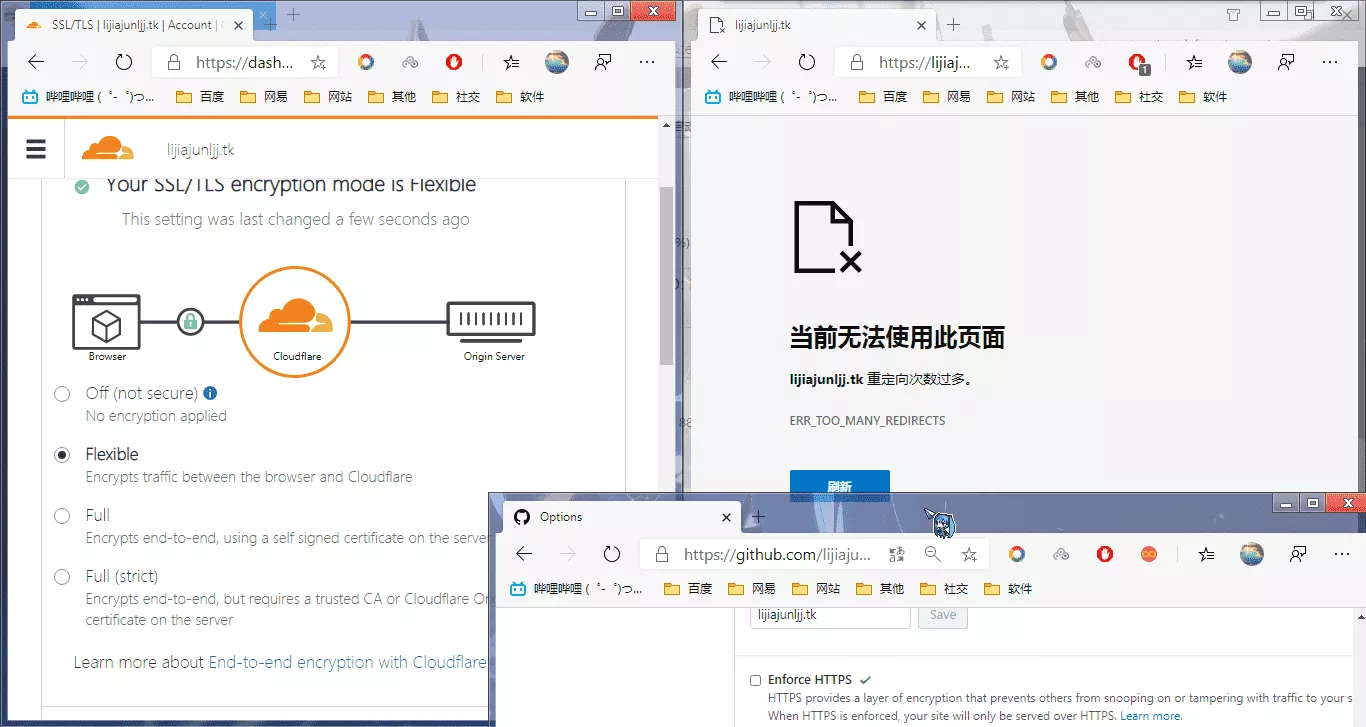 SSL/TLS | lijiajunljj.tk | Account |
https://dash...
哔哩哔哩 ( ゜- ゜)つ...
百度
网易
网站
其他
社交
软件
lijiajunljj.tk
Your SSL/TLS encryption mode is Flexible
This setting was last changed a few seconds ago
Browser
Cloudflare
Origin Server
Off (not secure)
No encryption applied
Flexible
Encrypts traffic between the browser and Cloudflare
Full
Encrypts end-to-end, using a self signed certificate on the server
Full (strict)
Encrypts end-to-end, but requires a trusted CA or Cloudflare Or
certificate on the server
Learn more about End-to-end encryption with Cloudflare
lijiajunljj.tk
https://lijiaj...
1
哔哩哔哩 ( ゜- ゜)つ...
百度
网易
网站
其他
社交
软件
当前无法使用此页面
lijiajunljj.tk 重定向次数过多。
ERR_TOO_MANY_REDIRECTS
刷新
Options
https://github.com/lijiaju...
哔哩哔哩 ( ゜- ゜)つ...
百度
网易
网站
其他
社交
软件
lijiajunljj.tk
Save
Enforce HTTPS
HTTPS provides a layer of encryption that prevents others from snooping on or tampering with traffic to your s
When HTTPS is enforced, your site will only be served over HTTPS. Learn more.